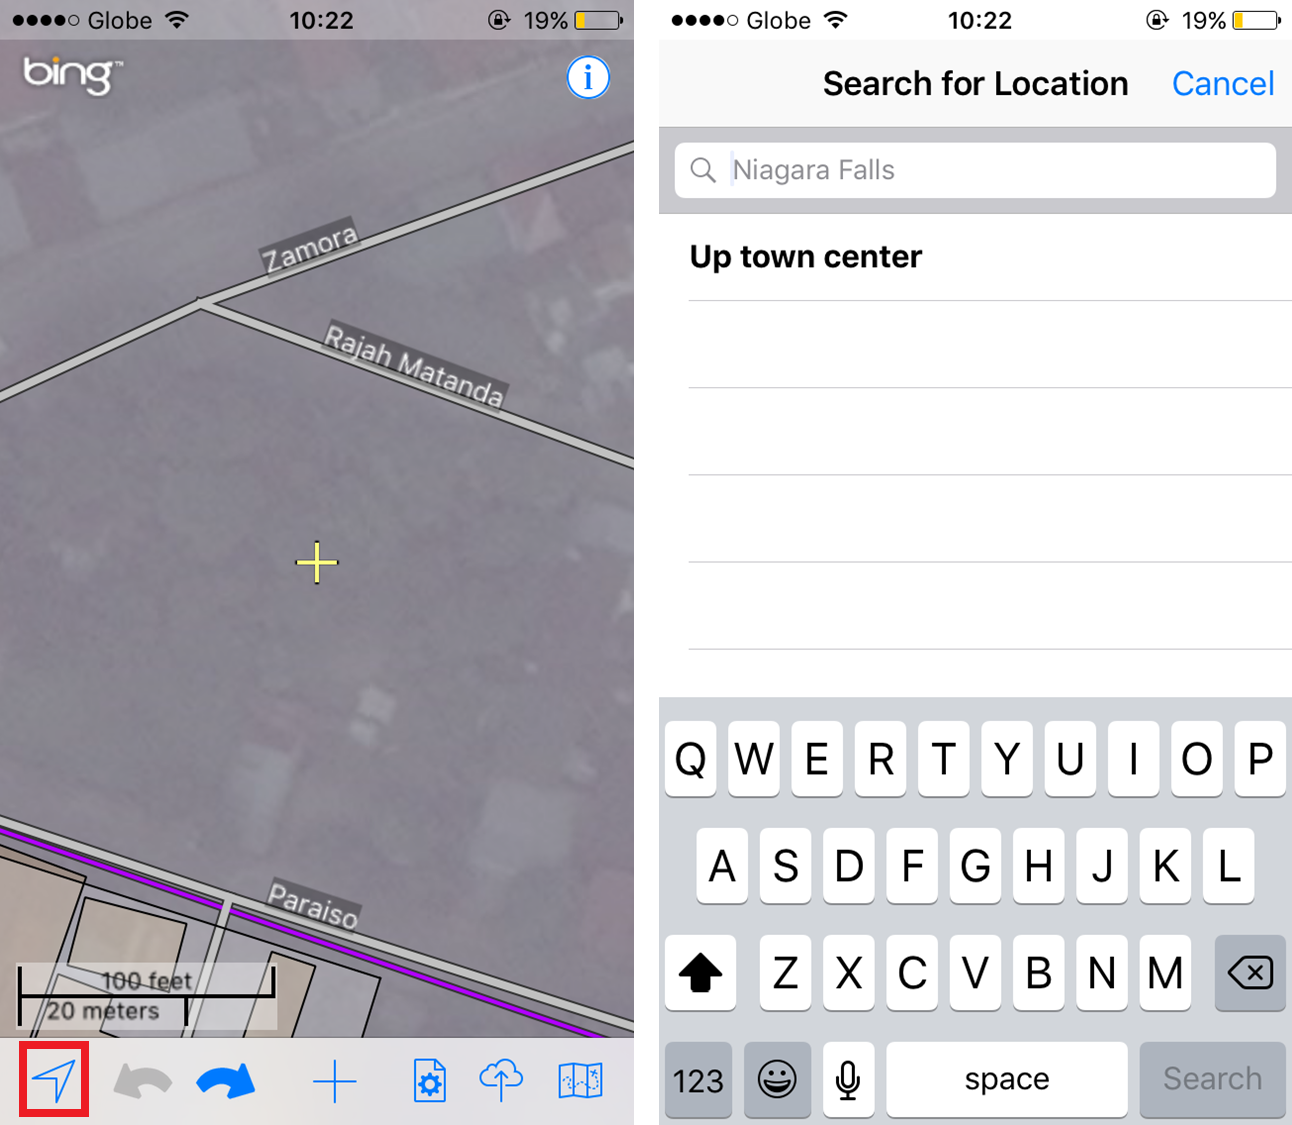 Globe 10:22 19%
bing™
i
Zamora
Rajah Matanda
Paraiso
100 feet
20 meters
Globe 10:22 19%
Search for Location Cancel
Niagara Falls
Up town center
Q W E R T Y U I O P
A S D F G H J K L
Z X C V B N M
123 space Search